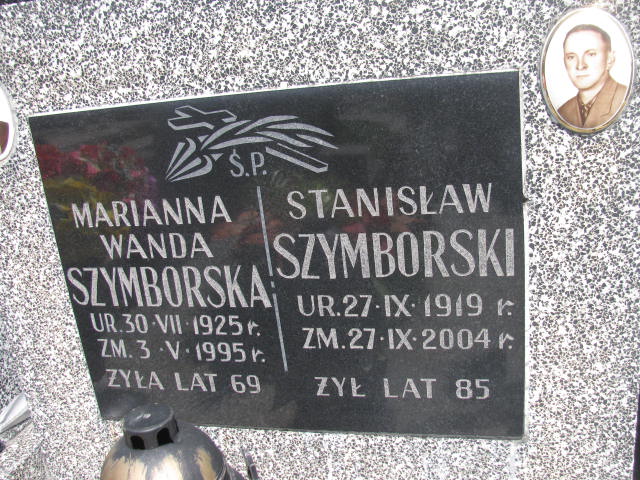 Ś.P.
MARIANNA
WANDA
SZYMBORSKA
UR. 30·VII·1925 r.
ZM. 3·V·1995 r.
ŻYŁA LAT 69
STANISŁAW
SZYMBORSKI
UR. 27·IX·1919 r.
ZM. 27·IX·2004 r.
ŻYŁ LAT 85